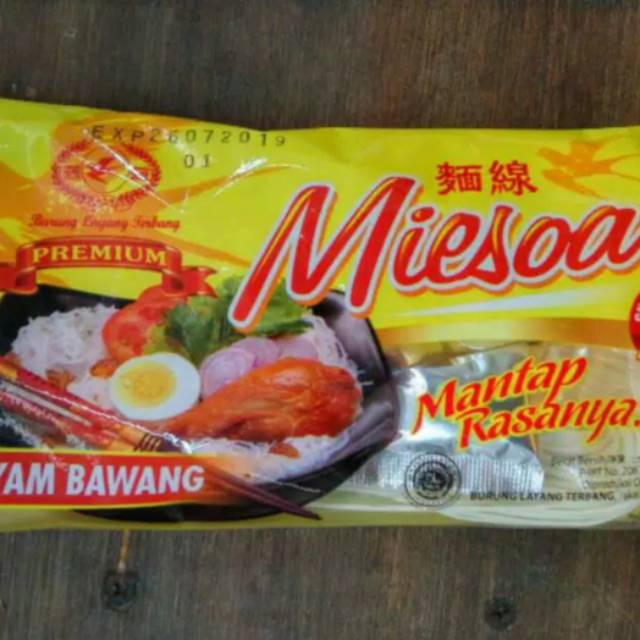 EXP26072019
01
麵線
Burung Layang Terbang
PREMIUM
Miesoa
Mantap
Rasanya.
YAM BAWANG
BURUNG LAYANG TERBANG